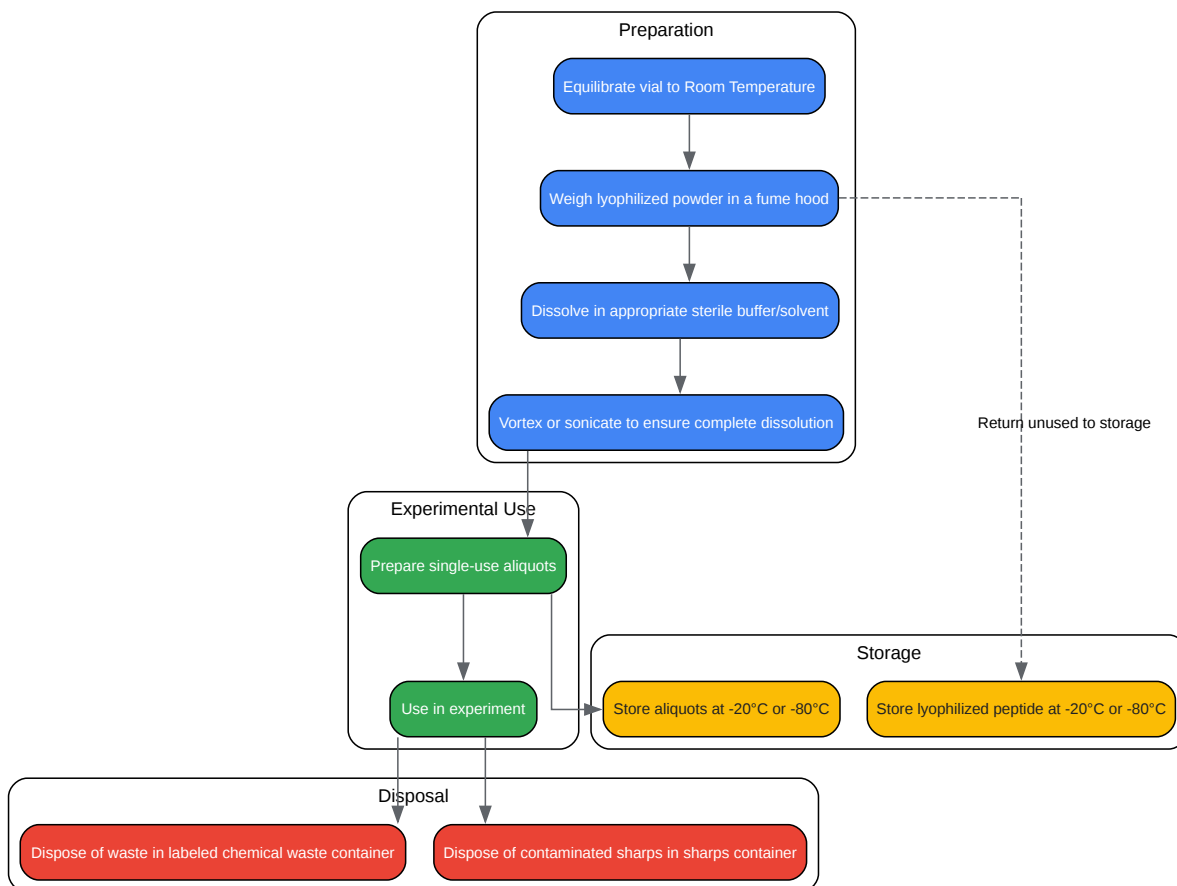 Preparation
Equilibrate vial to Room Temperature
Weigh lyophilized powder in a fume hood
Dissolve in appropriate sterile buffer/solvent
Vortex or sonicate to ensure complete dissolution
Return unused to storage
Experimental Use
Prepare single-use aliquots
Use in experiment
Storage
Store aliquots at -20°C or -80°C
Store lyophilized peptide at -20°C or -80°C
Disposal
Dispose of waste in labeled chemical waste container
Dispose of contaminated sharps in sharps container